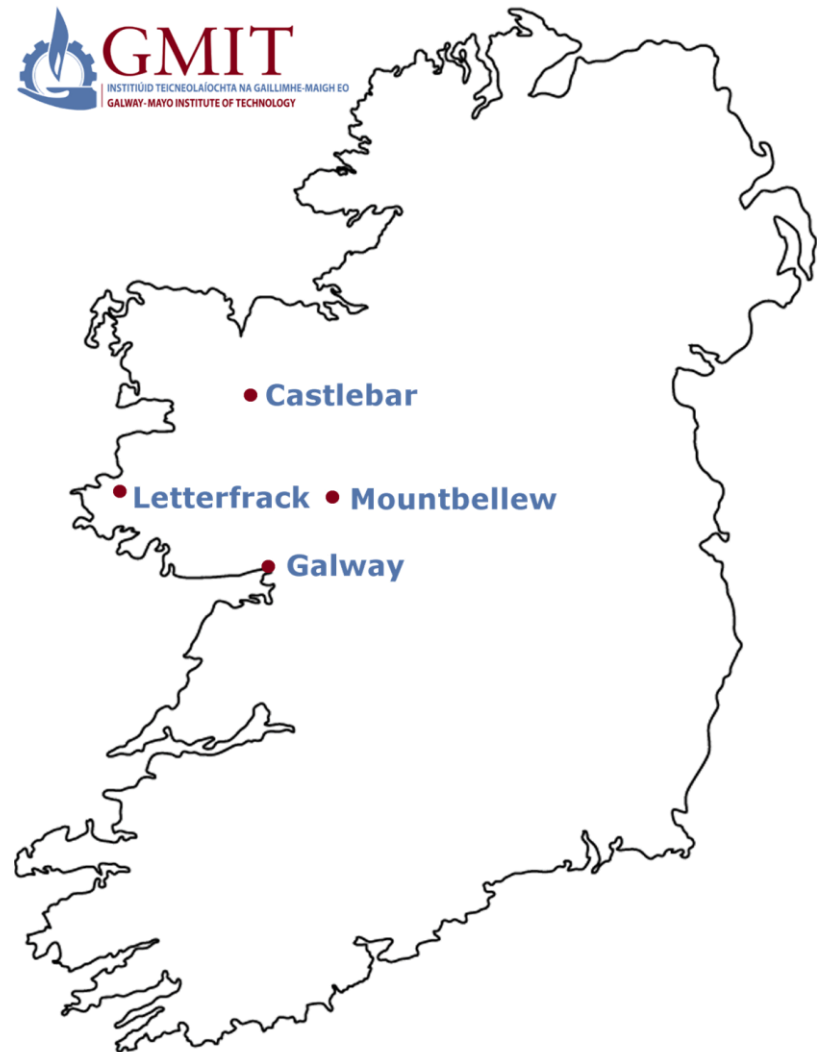 GMIT
INSTITIÚID TEICNEOLAÍOCHTA NA GAILLIMHE-MAIGH EO
GALWAY-MAYO INSTITUTE OF TECHNOLOGY
Castlebar
Letterfrack
Mountbellew
Galway